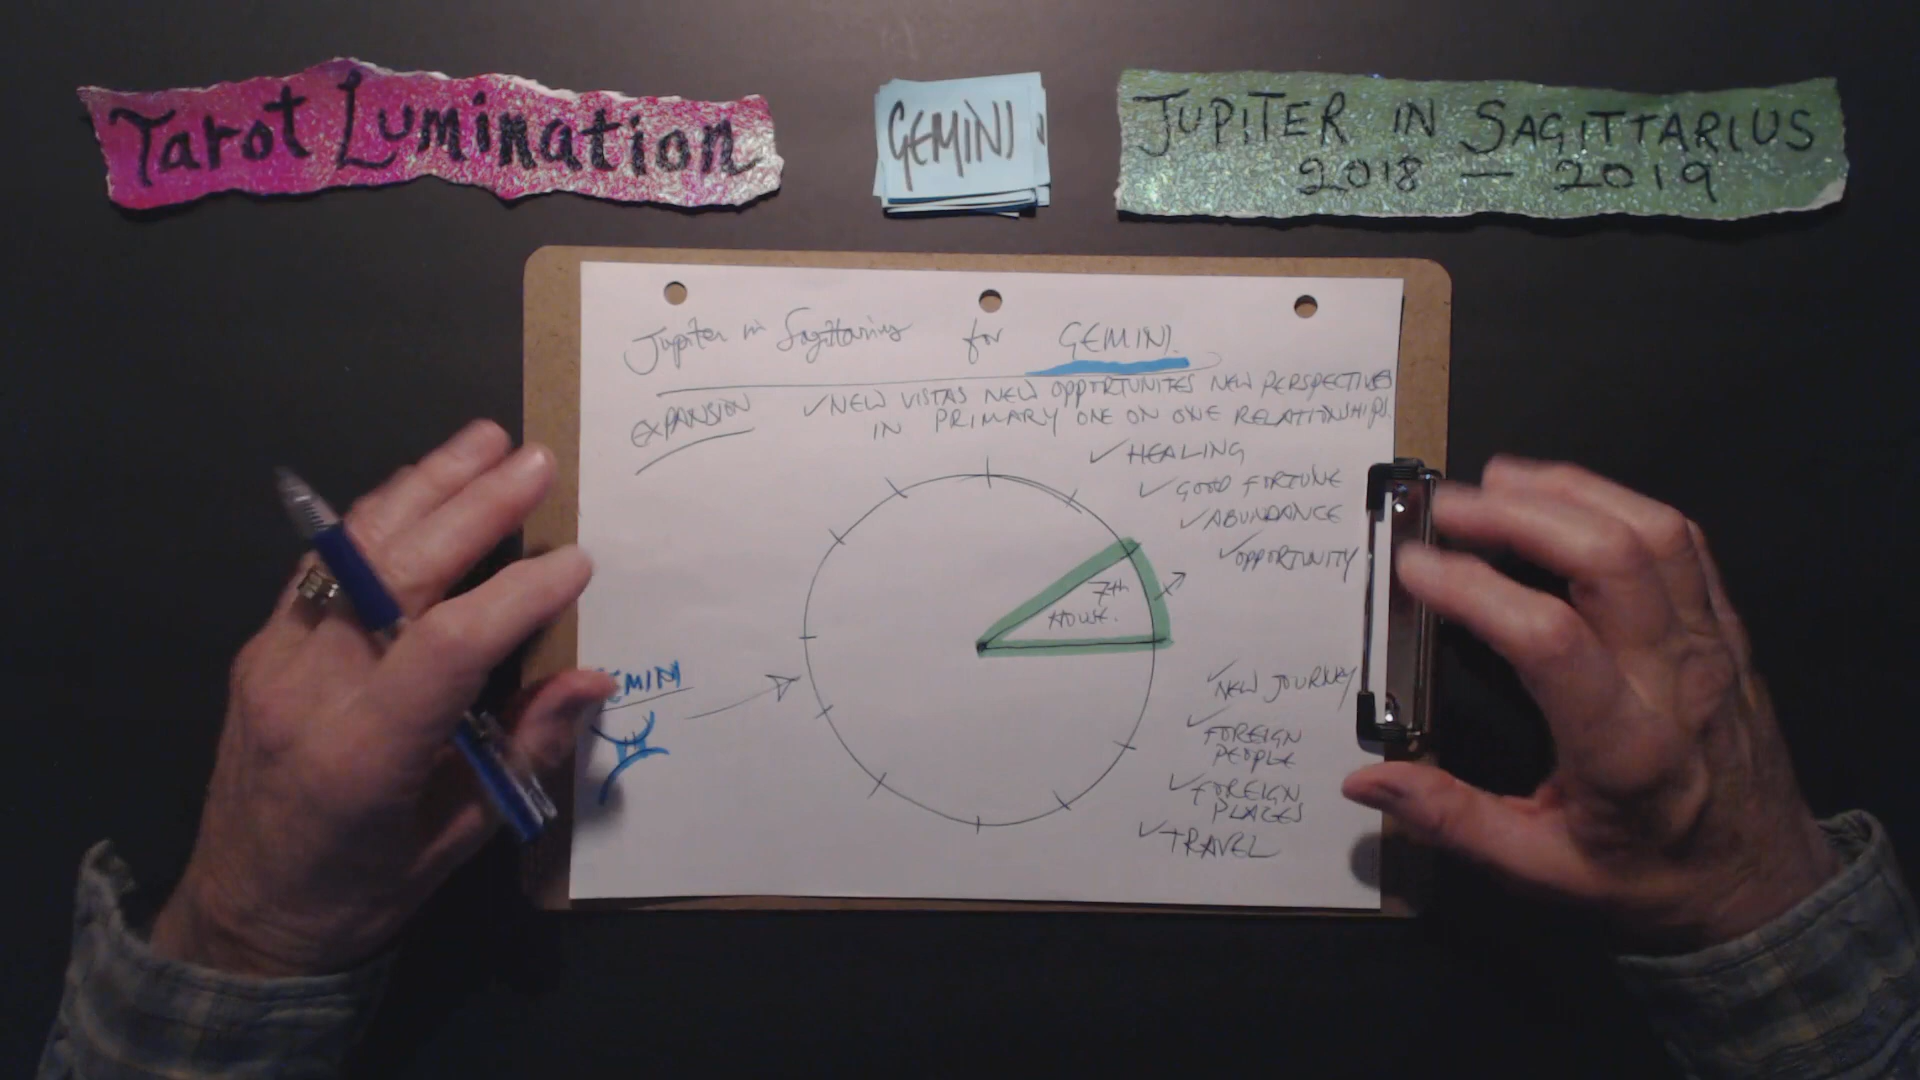 Tarot Lumination
GEMINI
JUPITER IN SAGITTARIUS
2018 — 2019
Jupiter in Sagittarius for GEMINI.
EXPANSION
✓NEW VISTAS NEW OPPORTUNITES NEW PERSPECTIVES
IN PRIMARY ONE ON ONE RELATIONSHIPS.
✓HEALING
✓GOOD FORTUNE
✓ABUNDANCE
✓OPPORTUNITY
7th
HOUSE.
EMINI
✓NEW JOURNEY
✓FOREIGN
PEOPLE
✓FOREIGN
PLACES
✓TRAVEL